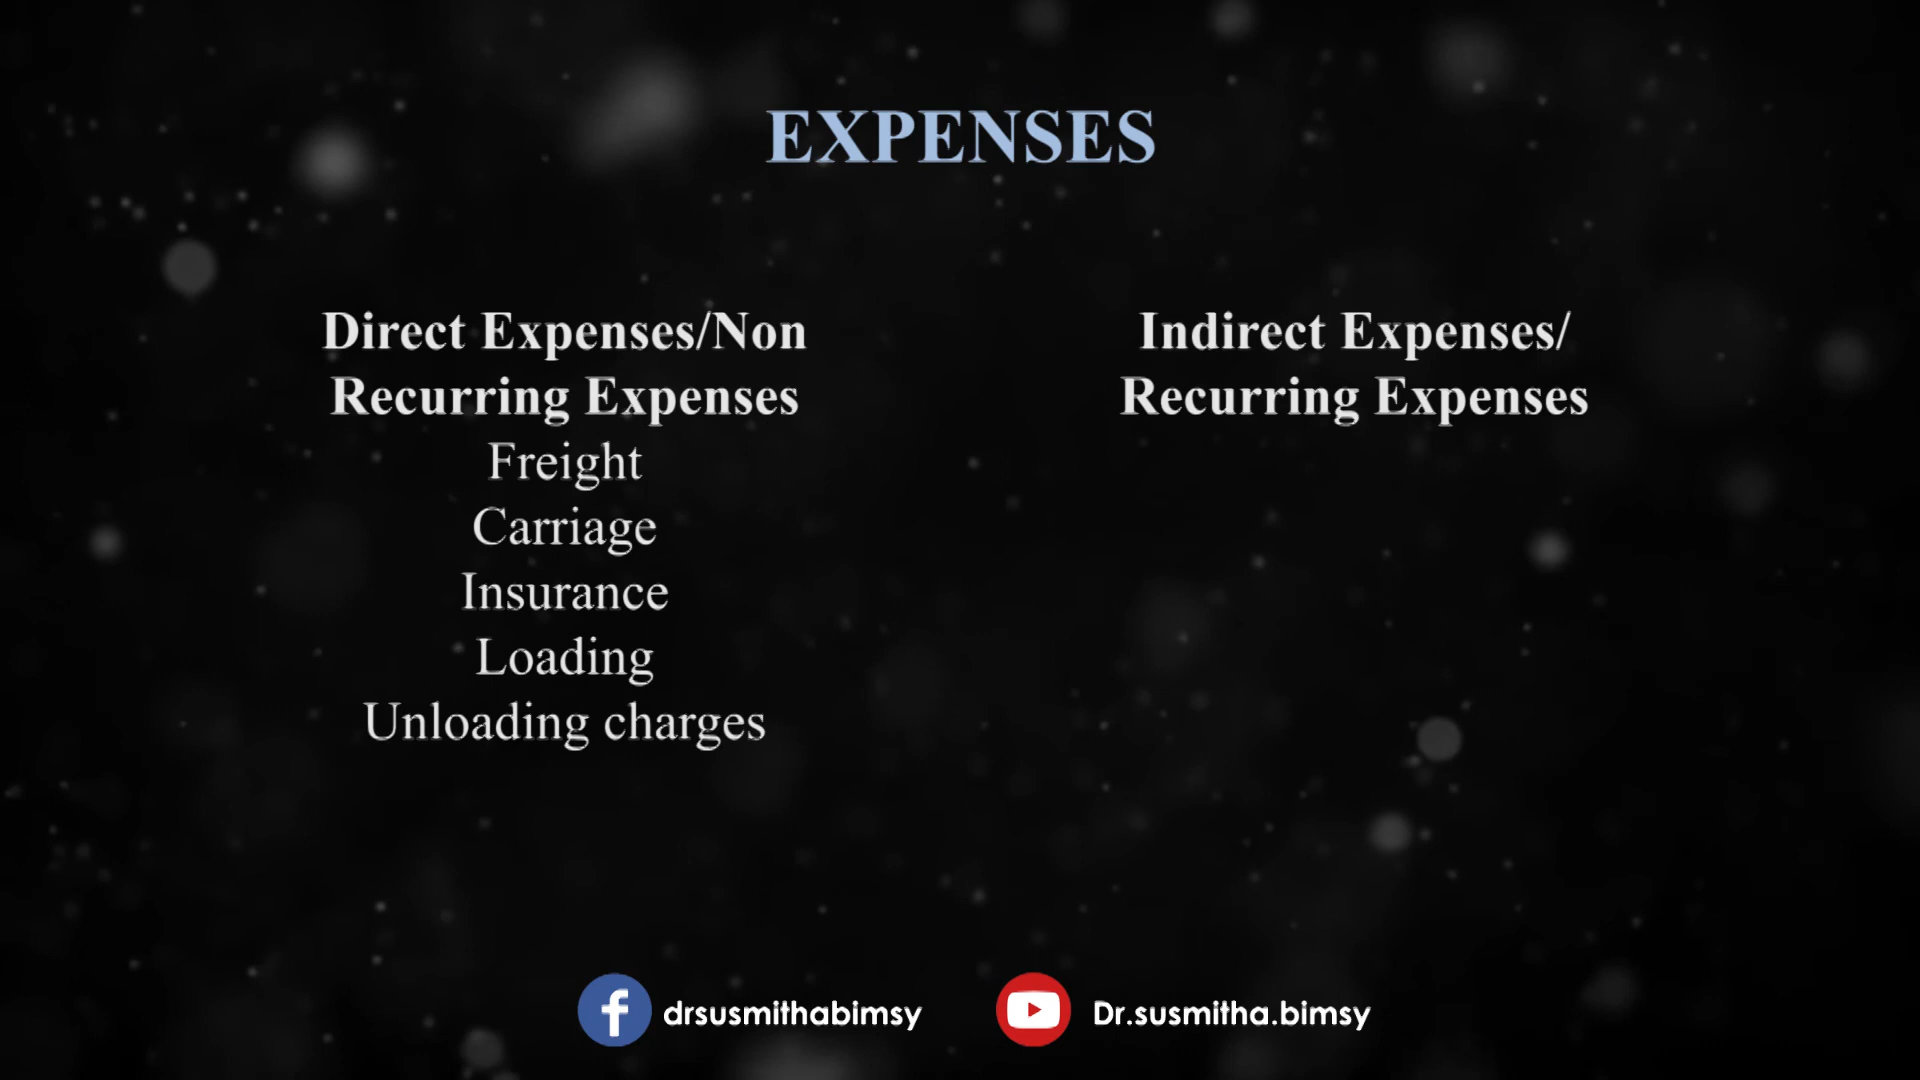 EXPENSES
Direct Expenses/Non
Recurring Expenses
Freight
Carriage
Insurance
Loading
Unloading charges
Indirect Expenses/
Recurring Expenses
drsusmithabimsy
Dr.susmitha.bimsy